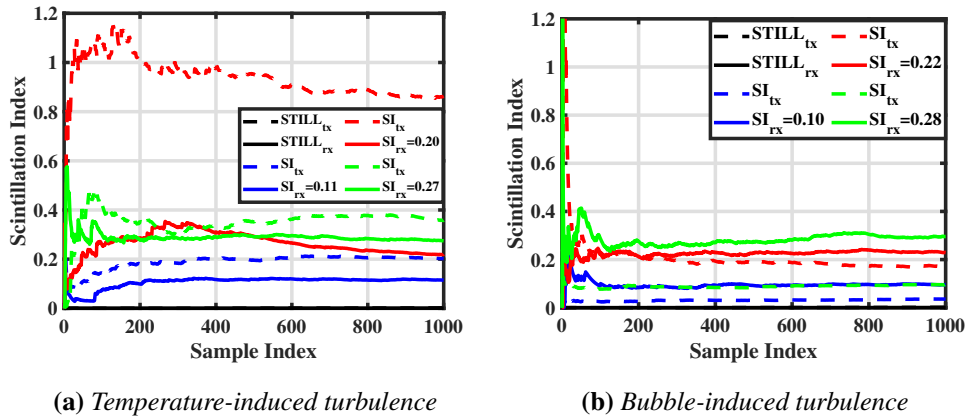 1.2
1
0.8
0.6
0.4
0.2
0
Scintillation Index
STILLtx
SItx
STILLrx
SIrx=0.20
SItx
SItx
SIrx=0.11
SIrx=0.27
0 200 400 600 800 1000
Sample Index
(a) Temperature-induced turbulence
1.2
1
0.8
0.6
0.4
0.2
0
Scintillation Index
STILLtx
SItx
STILLrx
SIrx=0.22
SItx
SItx
SIrx=0.10
SIrx=0.28
0 200 400 600 800 1000
Sample Index
(b) Bubble-induced turbulence